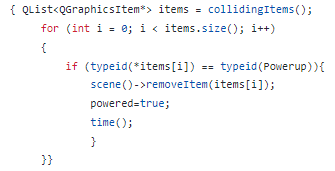 { QList<QGraphicsItem*> items = collidingItems();
for (int i = 0; i < items.size(); i++)
{
if (typeid(*items[i]) == typeid(Powerup)){
scene()->removeItem(items[i]);
powered=true;
time();
}
}}